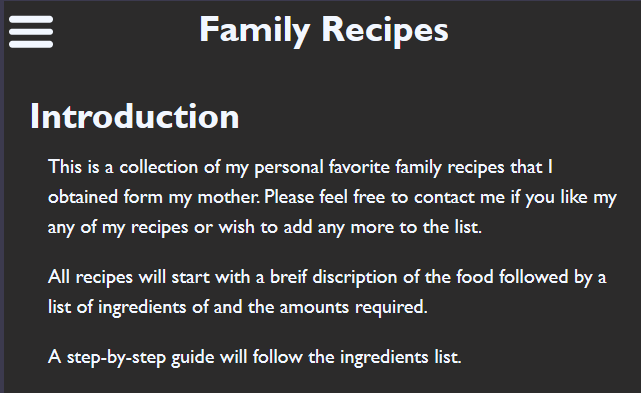 Family Recipes
Introduction
This is a collection of my personal favorite family recipes that I
obtained form my mother. Please feel free to contact me if you like my
any of my recipes or wish to add any more to the list.
All recipes will start with a breif discription of the food followed by a
list of ingredients of and the amounts required.
A step-by-step guide will follow the ingredients list.